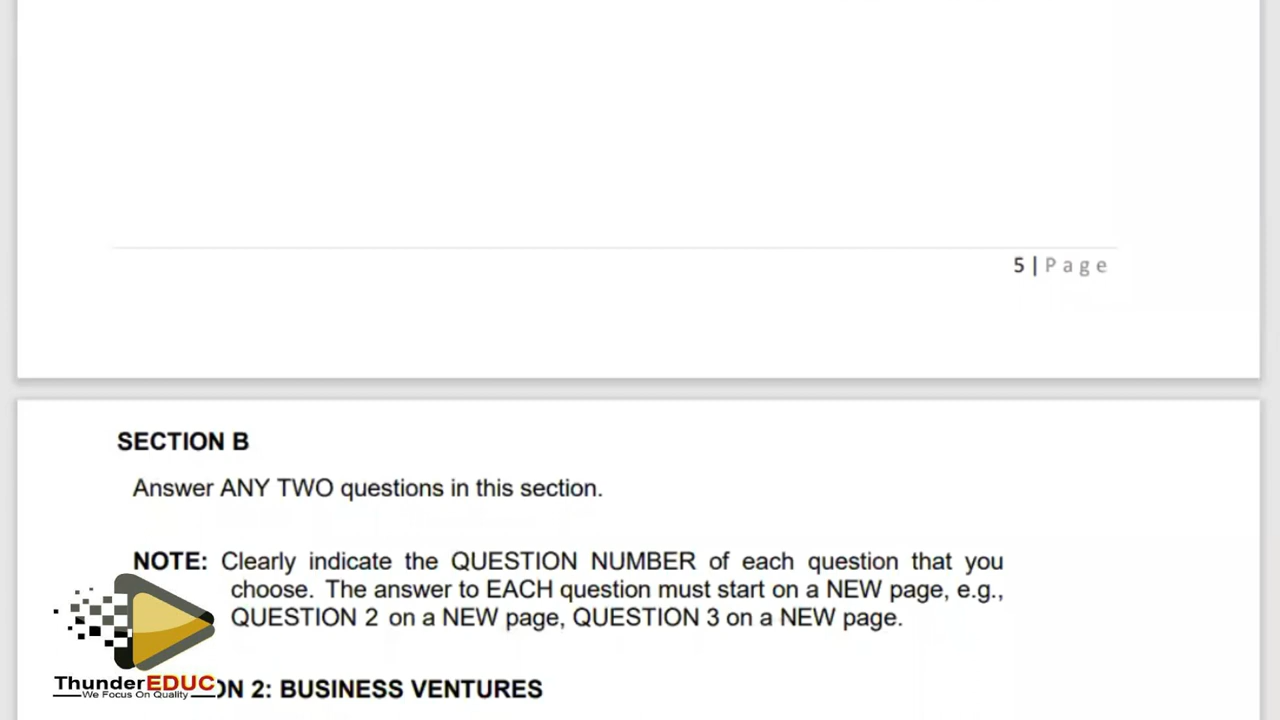 5 | Page
SECTION B
Answer ANY TWO questions in this section.
NOTE: Clearly indicate the QUESTION NUMBER of each question that you
choose. The answer to EACH question must start on a NEW page, e.g.,
QUESTION 2 on a NEW page, QUESTION 3 on a NEW page.
ThunderEDUC
We Focus On Quality
ON 2: BUSINESS VENTURES